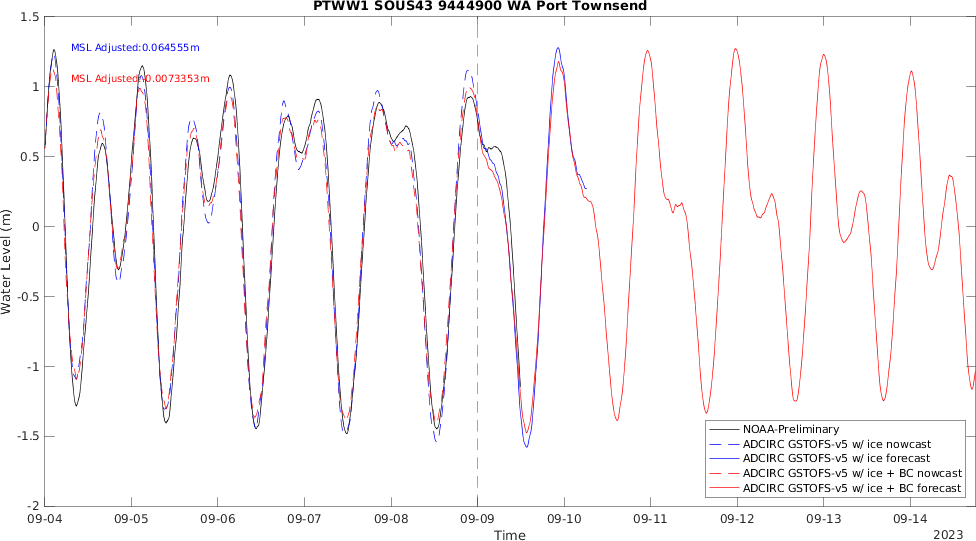 PTWW1 SOUS43 9444900 WA Port Townsend
MSL Adjusted:0.064555m
MSL Adjusted:-0.0073353m
1.5
1
0.5
0
-0.5
-1
-1.5
-2
Water Level (m)
NOAA-Preliminary
ADCIRC GSTOFS-v5 w/ ice nowcast
ADCIRC GSTOFS-v5 w/ ice forecast
ADCIRC GSTOFS-v5 w/ ice + BC nowcast
ADCIRC GSTOFS-v5 w/ ice + BC forecast
09-04 09-05 09-06 09-07 09-08 09-09 09-10 09-11 09-12 09-13 09-14
Time
2023